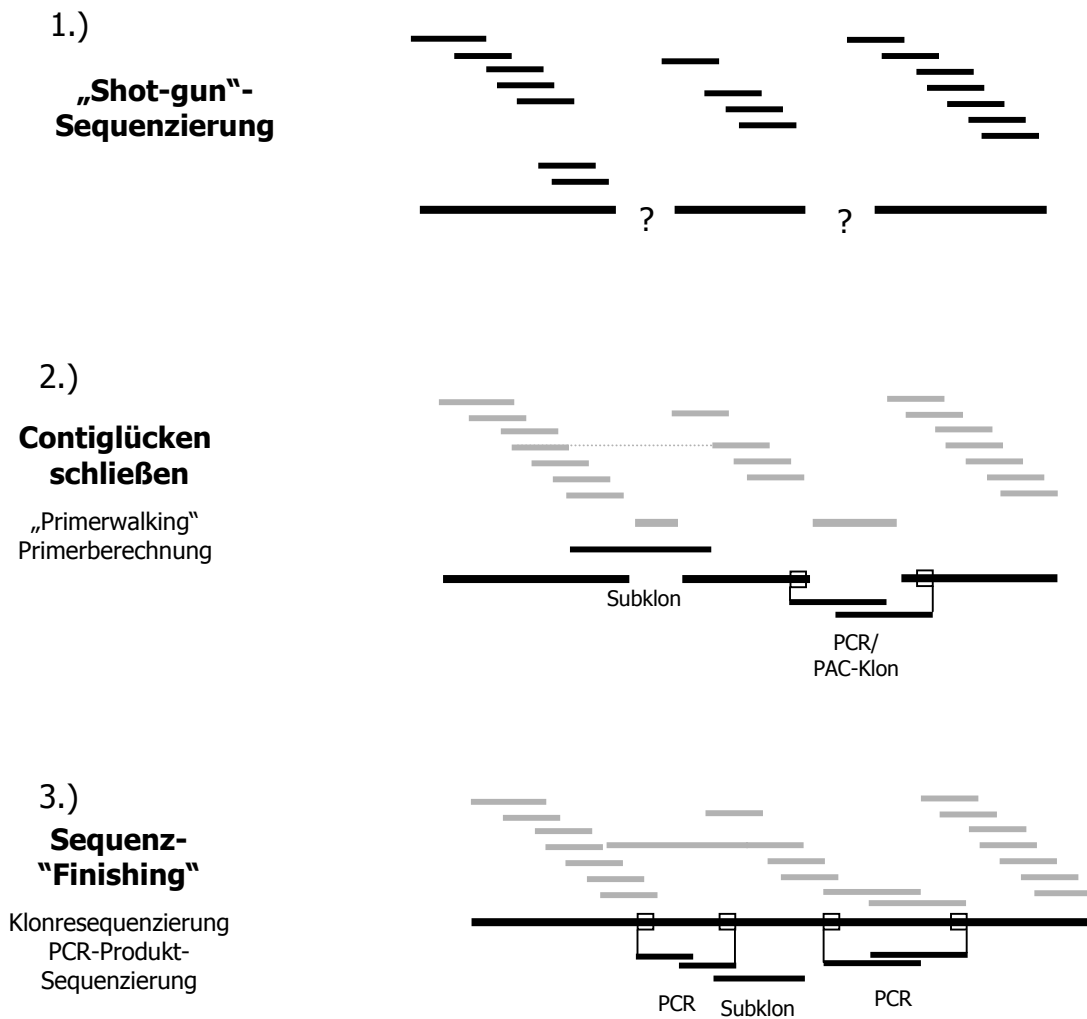 1.)
„Shot-gun“-
Sequenzierung
?
?
2.)
Contiglücken
schließen
„Primerwalking“
Primerberechnung
Subklon
PCR/
PAC-Klon
3.)
Sequenz-
“Finishing“
Klonresequenzierung
PCR-Produkt-
Sequenzierung
PCR
Subklon
PCR